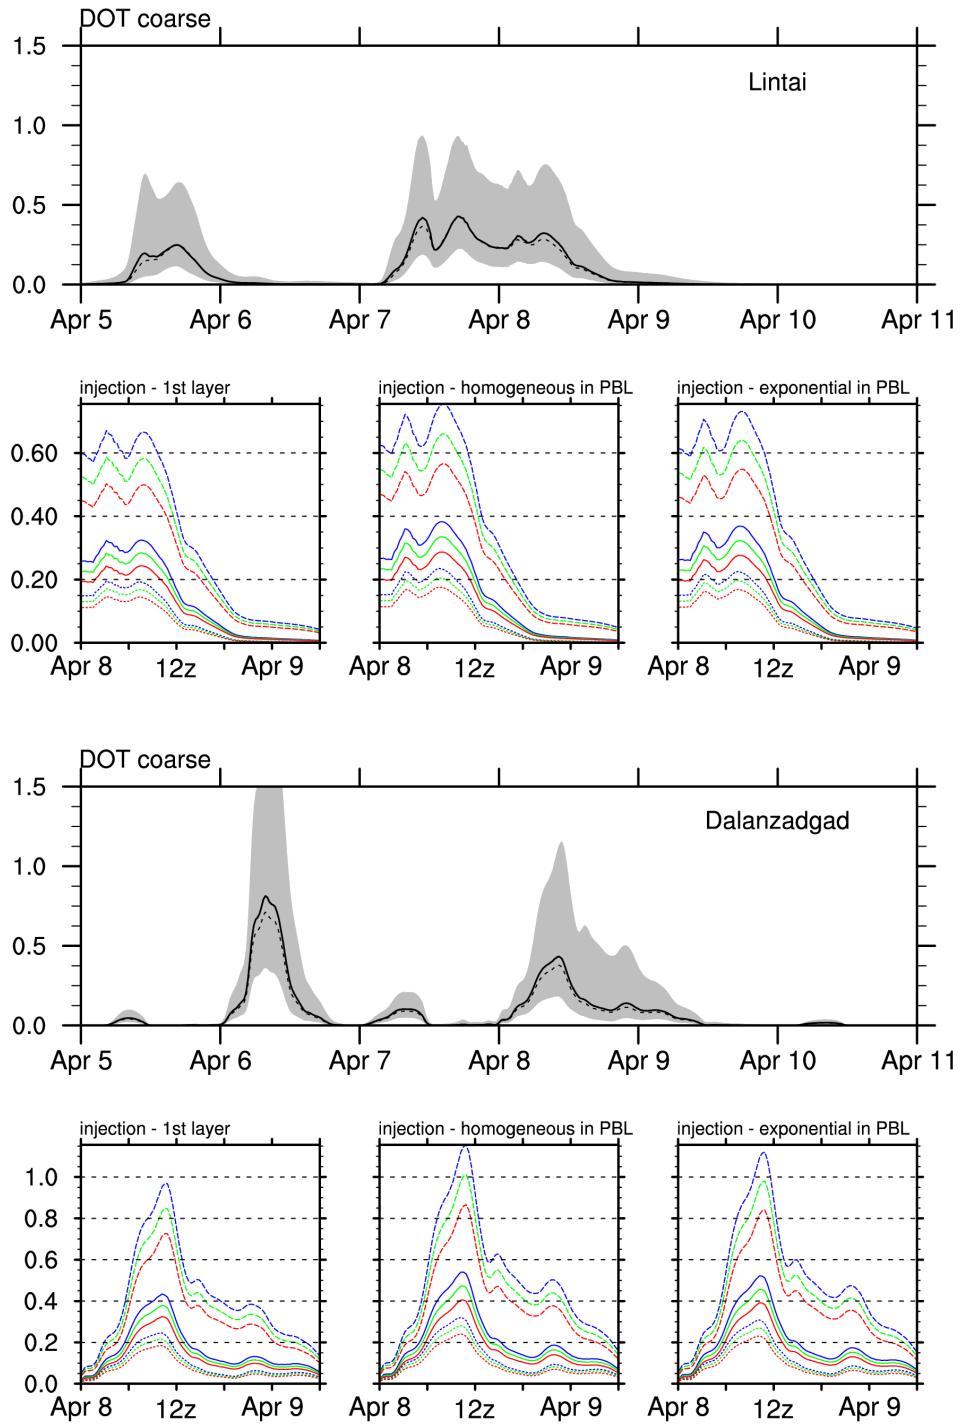 DOT coarse
1.5
Lintai
1.0
0.5
0.0
Apr 5 Apr 6 Apr 7 Apr 8 Apr 9 Apr 10 Apr 11
injection - 1st layer injection - homogeneous in PBL injection - exponential in PBL
0.60
0.40
0.20
0.00
Apr 8 12z Apr 9 Apr 8 12z Apr 9 Apr 8 12z Apr 9
DOT coarse
1.5
Dalanzadgad
1.0
0.5
0.0
Apr 5 Apr 6 Apr 7 Apr 8 Apr 9 Apr 10 Apr 11
injection - 1st layer injection - homogeneous in PBL injection - exponential in PBL
1.0
0.8
0.6
0.4
0.2
0.0
Apr 8 12z Apr 9 Apr 8 12z Apr 9 Apr 8 12z Apr 9